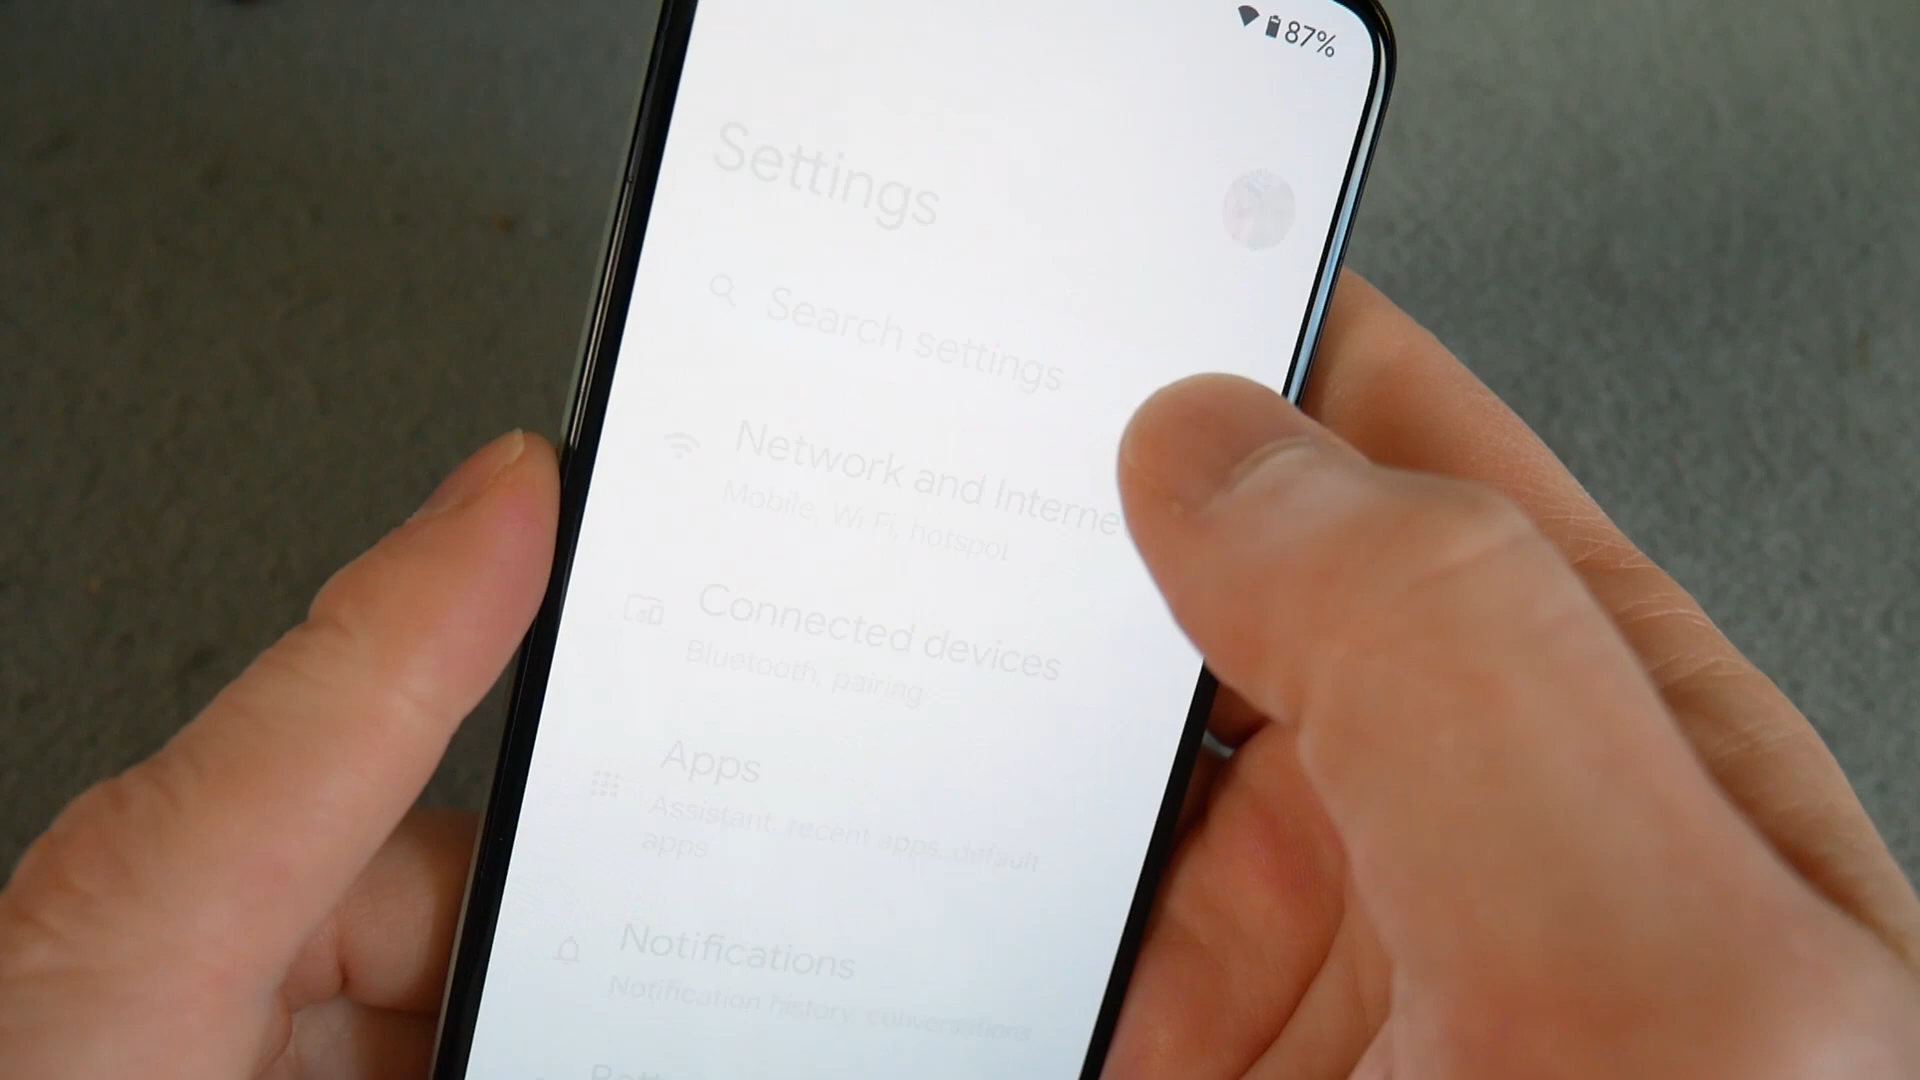 87%
Settings
Search settings
Network and Interne
Mobile, Wi Fi, hotspot
Connected devices
Bluetooth, pairing
Apps
Assistant, recent apps, default
apps
Notifications
Notification history, conversations